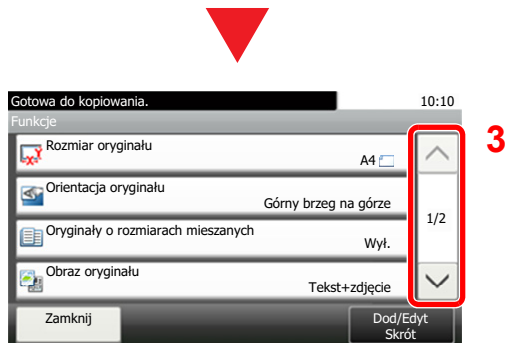 Gotowa do kopiowania. 10:10
Funkcje
Rozmiar oryginału
A4
Orientacja oryginału
Górny brzeg na górze
Oryginały o rozmiarach mieszanych
Wył.
Obraz oryginału
Tekst+zdjęcie
1/2
3
Zamknij
Dod/Edyt
Skrót